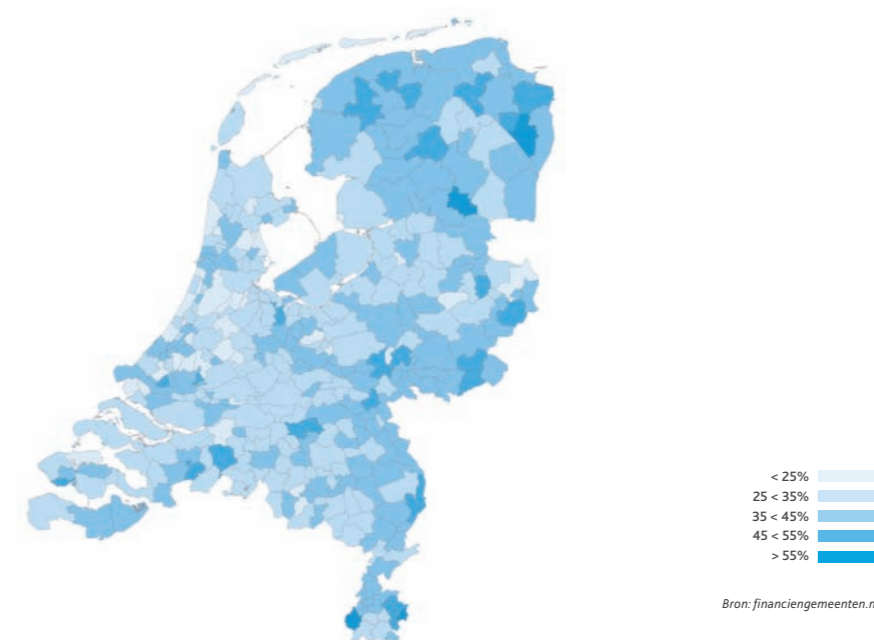 < 25%
25 < 35%
35 < 45%
45 < 55%
> 55%
Bron: financiengemeenten.n